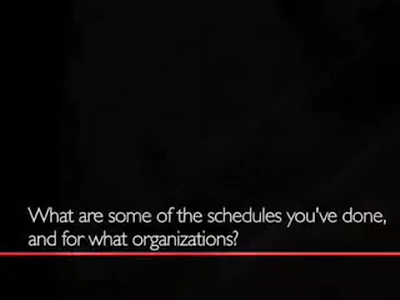 What are some of the schedules you've done,
and for what organizations?